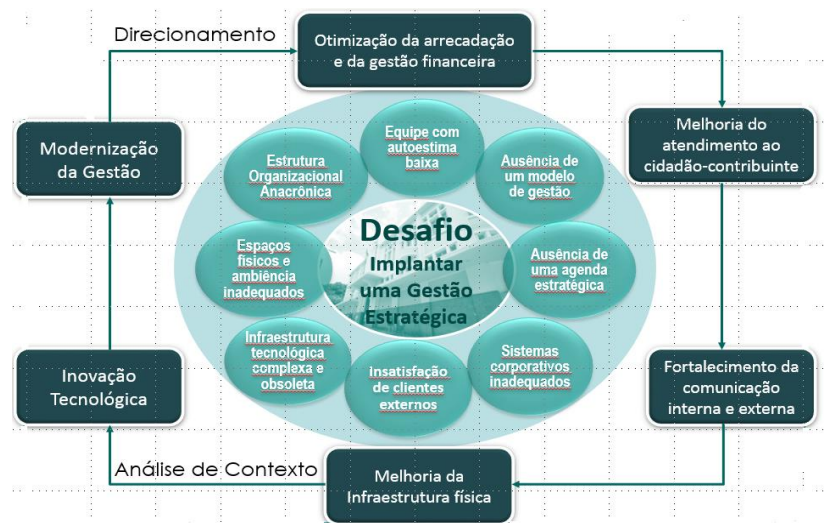 Direcionamento
Otimização da arrecadação
e da gestão financeira
Melhoria do
atendimento ao
cidadão-contribuinte
Modernização
da Gestão
Equipe com
autoestima
baixa
Estrutura
Organizacional
Anacrônica
Ausência de
um modelo
de gestão
Desafio
Implantar
uma Gestão
Estratégica
Espaços
físicos e
ambiência
inadequados
Ausência de
uma agenda
estratégica
Infraestrutura
tecnológica
complexa e
obsoleta
Insatisfação
de clientes
externos
Sistemas
corporativos
inadequados
Inovação
Tecnológica
Fortalecimento da
comunicação
interna e externa
Análise de Contexto
Melhoria da
Infraestrutura física